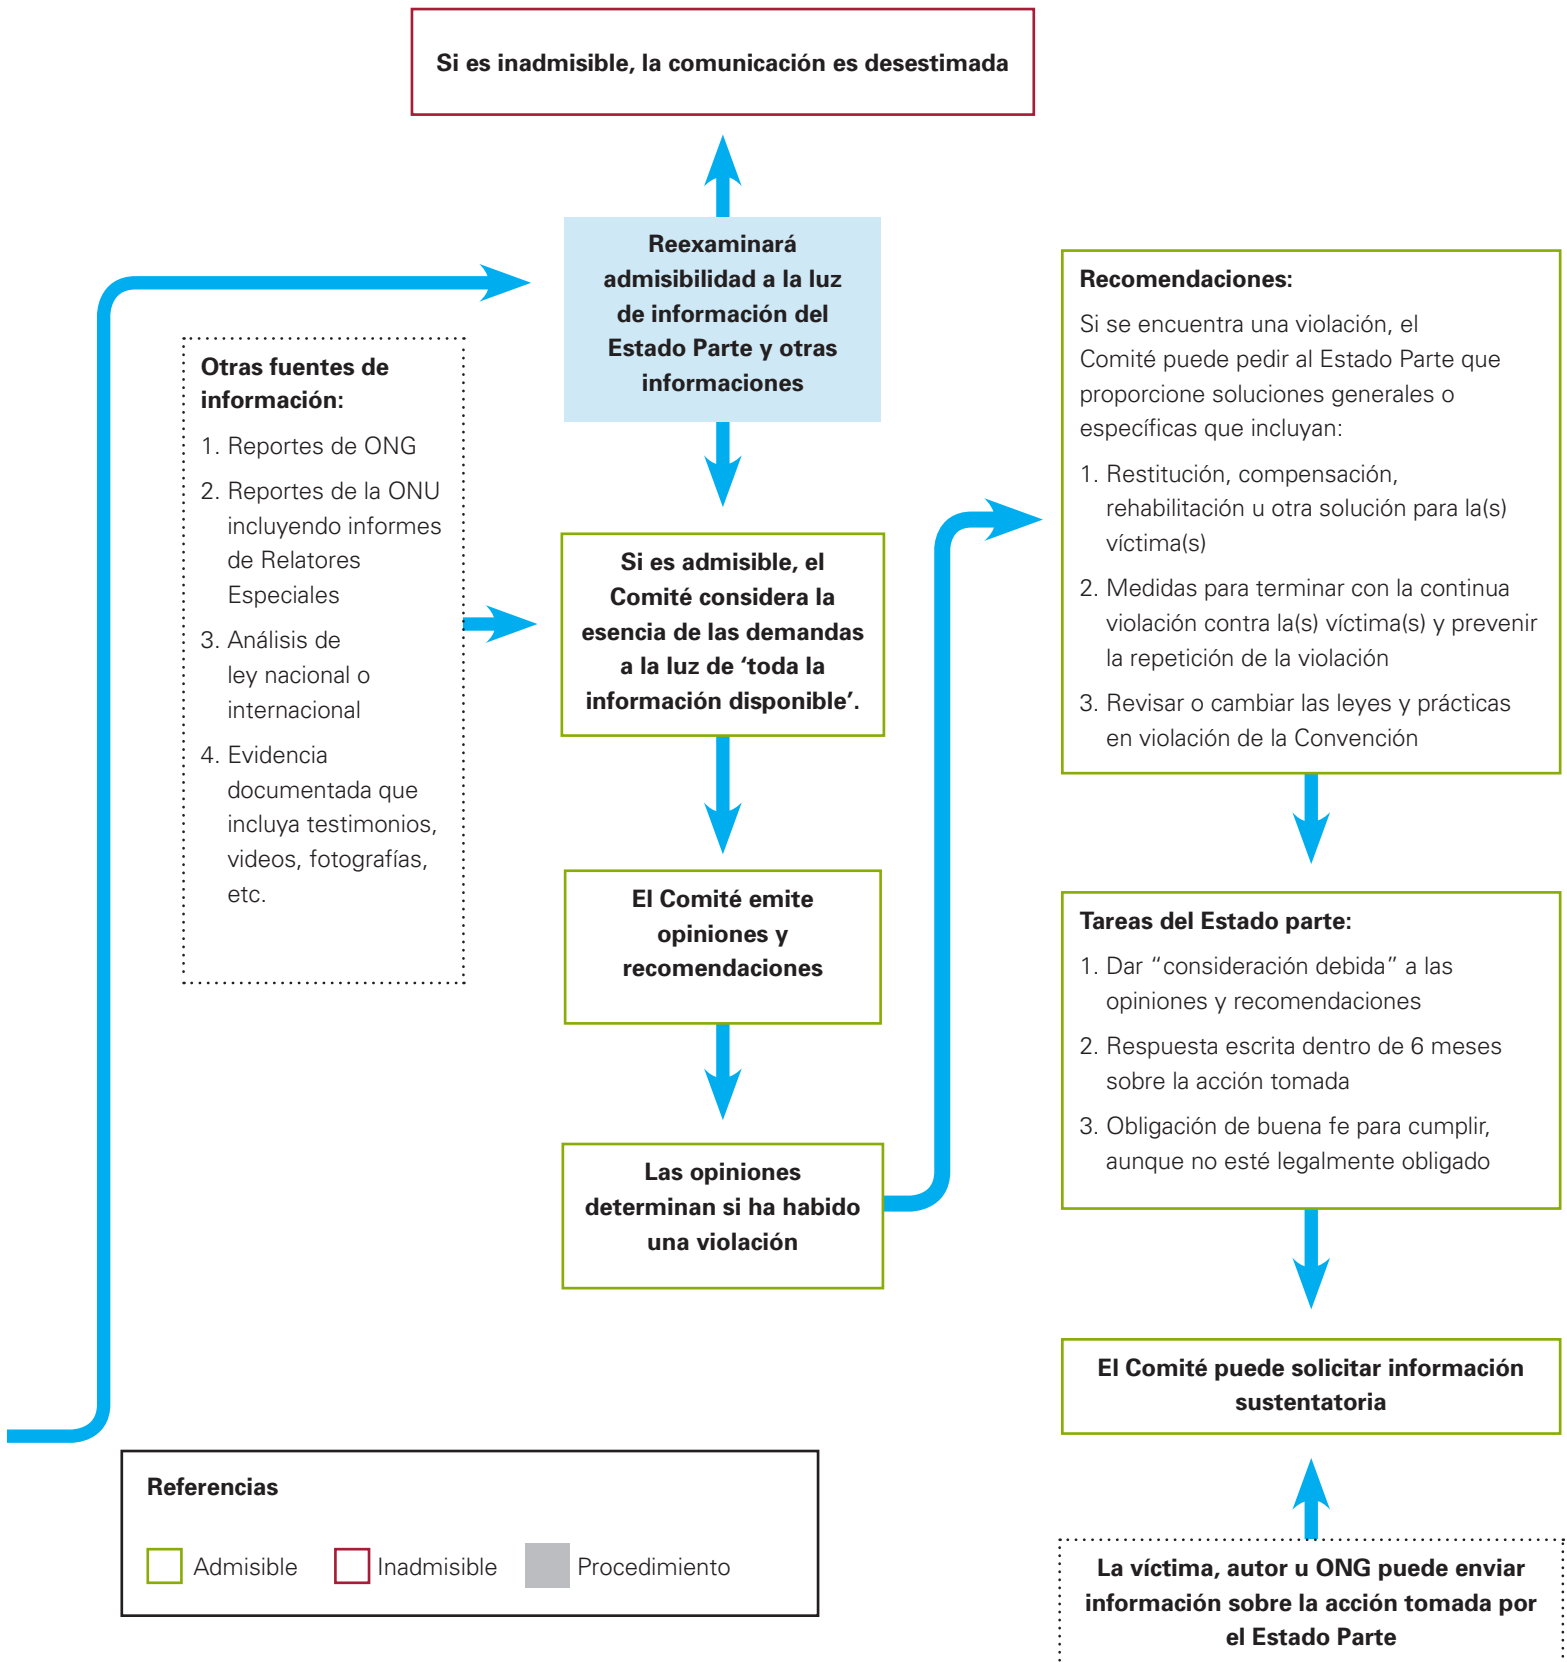 Si es inadmisible, la comunicación es desestimada
Reexaminará
admisibilidad a la luz
de información del
Estado Parte y otras
informaciones
Otras fuentes de
información:
1. Reportes de ONG
2. Reportes de la ONU
incluyendo informes
de Relatores
Especiales
3. Análisis de
ley nacional o
internacional
4. Evidencia
documentada que
incluya testimonios,
videos, fotografías,
etc.
Si es admisible, el
Comité considera la
esencia de las demandas
a la luz de ‘toda la
información disponible’.
El Comité emite
opiniones y
recomendaciones
Las opiniones
determinan si ha habido
una violación
Recomendaciones:
Si se encuentra una violación, el
Comité puede pedir al Estado Parte que
proporcione soluciones generales o
específicas que incluyan:
1. Restitución, compensación,
rehabilitación u otra solución para la(s)
víctima(s)
2. Medidas para terminar con la continua
violación contra la(s) víctima(s) y prevenir
la repetición de la violación
3. Revisar o cambiar las leyes y prácticas
en violación de la Convención
Tareas del Estado parte:
1. Dar “consideración debida” a las
opiniones y recomendaciones
2. Respuesta escrita dentro de 6 meses
sobre la acción tomada
3. Obligación de buena fe para cumplir,
aunque no esté legalmente obligado
El Comité puede solicitar información
sustentatoria
La víctima, autor u ONG puede enviar
información sobre la acción tomada por
el Estado Parte
Referencias
Admisible Inadmisible Procedimiento